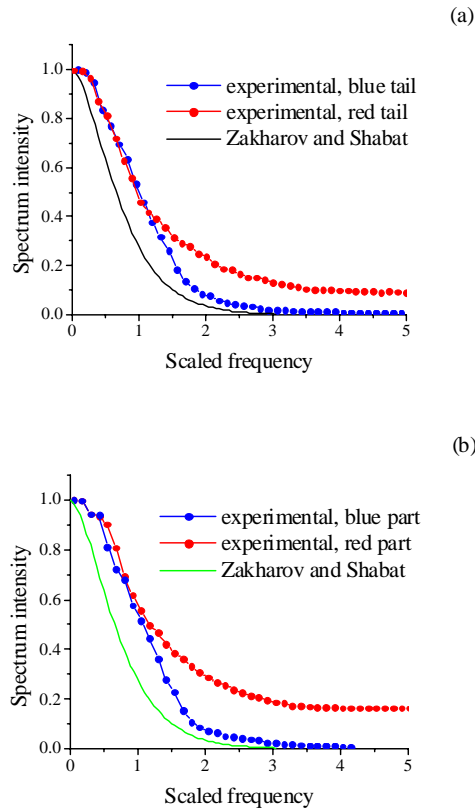 (a)
experimental, blue tail
experimental, red tail
Zakharov and Shabat
Spectrum intensity
1.0
0.8
0.6
0.4
0.2
0.0
0 1 2 3 4 5
Scaled frequency
(b)
experimental, blue part
experimental, red part
Zakharov and Shabat
Spectrum intensity
1.0
0.8
0.6
0.4
0.2
0.0
0 1 2 3 4 5
Scaled frequency